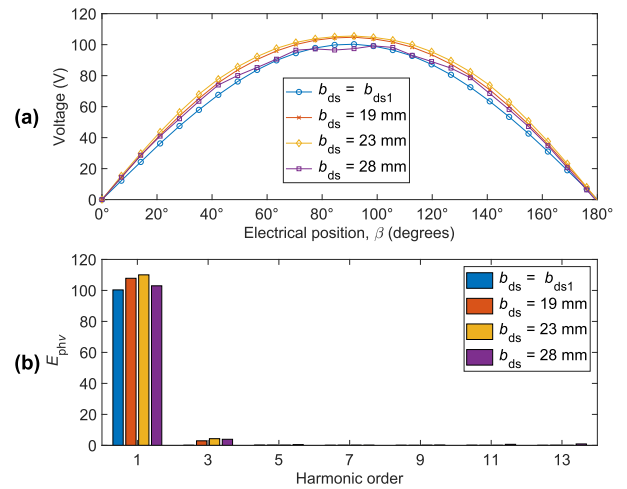 (a)
Voltage (V)
120
100
80
60
40
20
0
b_ds = b_ds1
b_ds = 19 mm
b_ds = 23 mm
b_ds = 28 mm
0 20° 40° 60° 80° 100° 120° 140° 160° 180°
Electrical position, β (degrees)
(b)
E_phν
120
100
80
60
40
20
0
b_ds = b_ds1
b_ds = 19 mm
b_ds = 23 mm
b_ds = 28 mm
1 3 5 7 9 11 13
Harmonic order